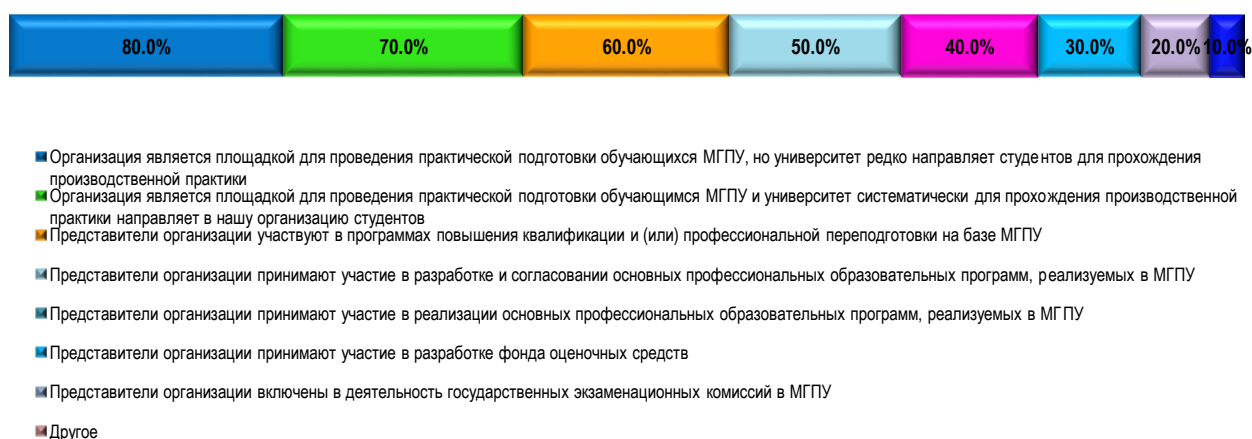 80.0% 70.0% 60.0% 50.0% 40.0% 30.0% 20.0% 10.0%
Организация является площадкой для проведения практической подготовки обучающихся МГПУ, но университет редко направляет студентов для прохождения
производственной практики
Организация является площадкой для проведения практической подготовки обучающимся МГПУ и университет систематически для прохождения производственной
практики направляет в нашу организацию студентов
Представители организации участвуют в программах повышения квалификации и (или) профессиональной переподготовки на базе МГПУ
Представители организации принимают участие в разработке и согласовании основных профессиональных образовательных программ, реализуемых в МГПУ
Представители организации принимают участие в реализации основных профессиональных образовательных программ, реализуемых в МГПУ
Представители организации принимают участие в разработке фонда оценочных средств
Представители организации включены в деятельность государственных экзаменационных комиссий в МГПУ
Другое